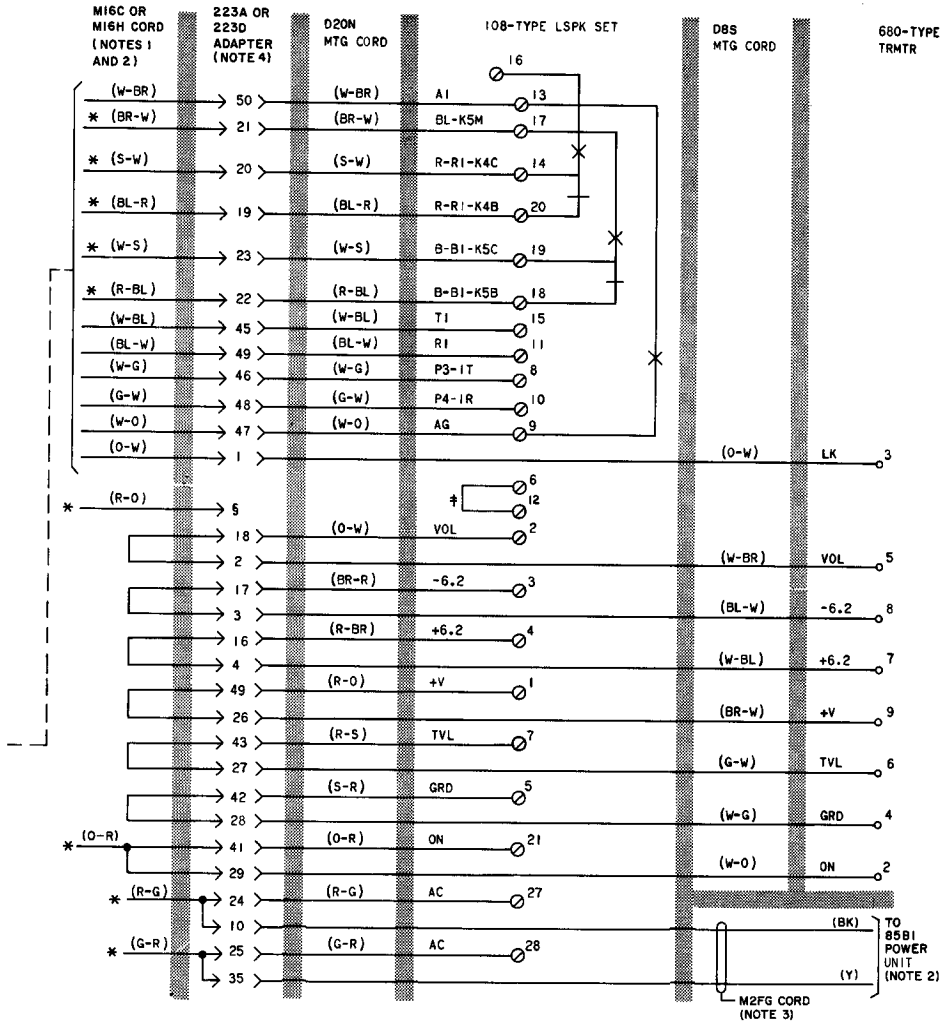 M16C OR
M16H CORD
(NOTES 1
AND 2)
223A OR
223D
ADAPTER
(NOTE 4)
D20N
MTG CORD
108-TYPE LSPK SET
D8S
MTG CORD
680-TYPE
TRMTR
16
(W-BR) 50 (W-BR) A1 13
* (BR-W) 21 (BR-W) BL-K5M 17
* (S-W) 20 (S-W) R-R1-K4C 14
* (BL-R) 19 (BL-R) R-R1-K4B 20
* (W-S) 23 (W-S) B-B1-K5C 19
* (R-BL) 22 (R-BL) B-B1-K5B 18
(W-BL) 45 (W-BL) T1 15
(BL-W) 49 (BL-W) R1 11
(W-G) 46 (W-G) P3-1T 8
(G-W) 48 (G-W) P4-1R 10
(W-O) 47 (W-O) AG 9
(O-W) 1 (O-W) LK 3
6
* (R-O) § ‡ 12
18 (O-W) VOL 2
2 (W-BR) VOL 5
17 (BR-R) -6.2 3
3 (BL-W) -6.2 8
16 (R-BR) +6.2 4
4 (W-BL) +6.2 7
49 (R-O) +V 1
26 (BR-W) +V 9
43 (R-S) TVL 7
27 (G-W) TVL 6
42 (S-R) GRD 5
28 (W-G) GRD 4
* (O-R) 41 (O-R) ON 21
29 (W-O) ON 2
* (R-G) 24 (R-G) AC 27
10 (BK)
* (G-R) 25 (G-R) AC 28
35 (Y)
TO
85B1
POWER
UNIT
(NOTE 2)
M2FG CORD
(NOTE 3)